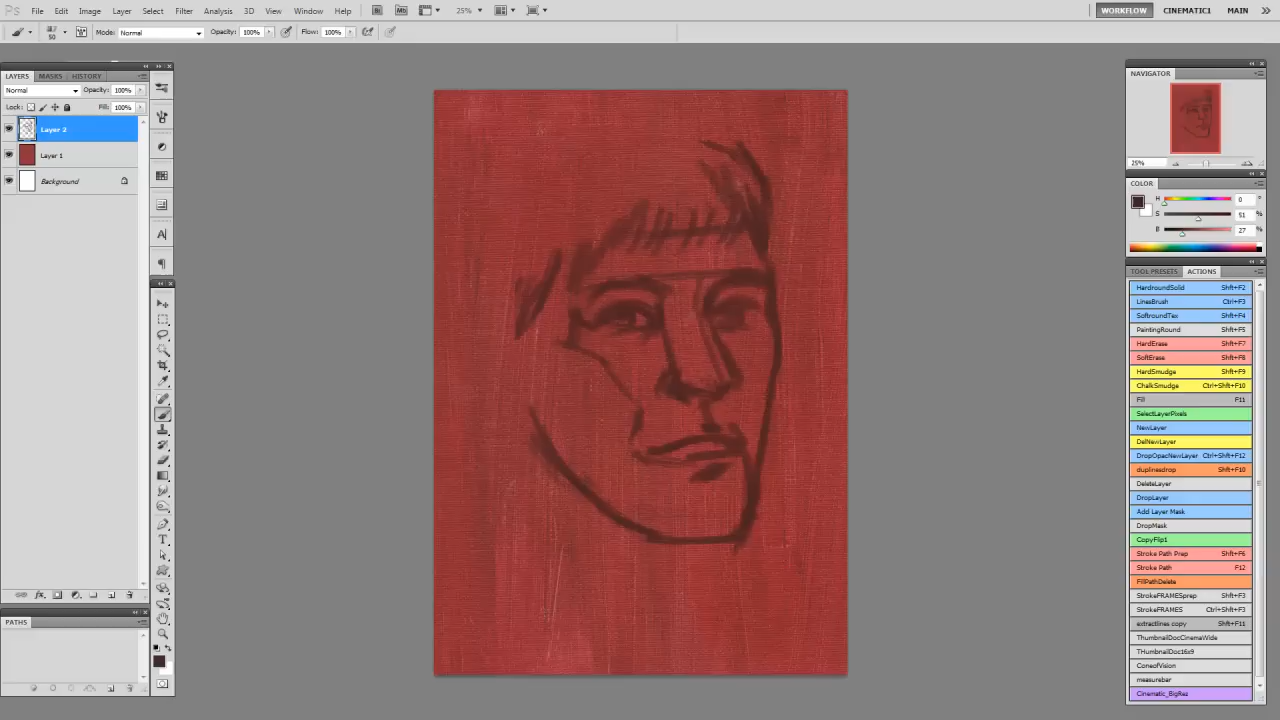 Ps File Edit Image Layer Select Filter Analysis 3D View Window Help Br Mb 25% WORKFLOW CINEMATIC1 MAIN
50 Mode: Normal Opacity: 100% Flow: 100%
LAYERS MASKS HISTORY
Normal Opacity: 100%
Lock: Fill: 100%
Layer 2
Layer 1
Background
PATHS
NAVIGATOR
25%
COLOR
H 0 °
S 51 %
B 27 %
TOOL PRESETS ACTIONS
HardroundSolid Shft+F2
LinesBrush Ctrl+F3
SoftroundTex Shft+F4
PaintingRound Shft+F5
HardErase Shft+F7
SoftErase Shft+F8
HardSmudge Shft+F9
ChalkSmudge Ctrl+Shft+F10
Fill F11
SelectLayerPixels
NewLayer
DelNewLayer
DropOpacNewLayer Ctrl+Shft+F12
duplinesdrop Shft+F10
DeleteLayer
DropLayer
Add Layer Mask
DropMask
CopyFlip1
Stroke Path Prep Shft+F6
Stroke Path F12
FillPathDelete
StrokeFRAMESprep Shft+F3
StrokeFRAMES Ctrl+Shft+F3
extractlines copy Shft+F11
ThumbnailDocCinemaWide
THumbnailDoc16x9
ConeofVision
measurebar
Cinematic_BigRez